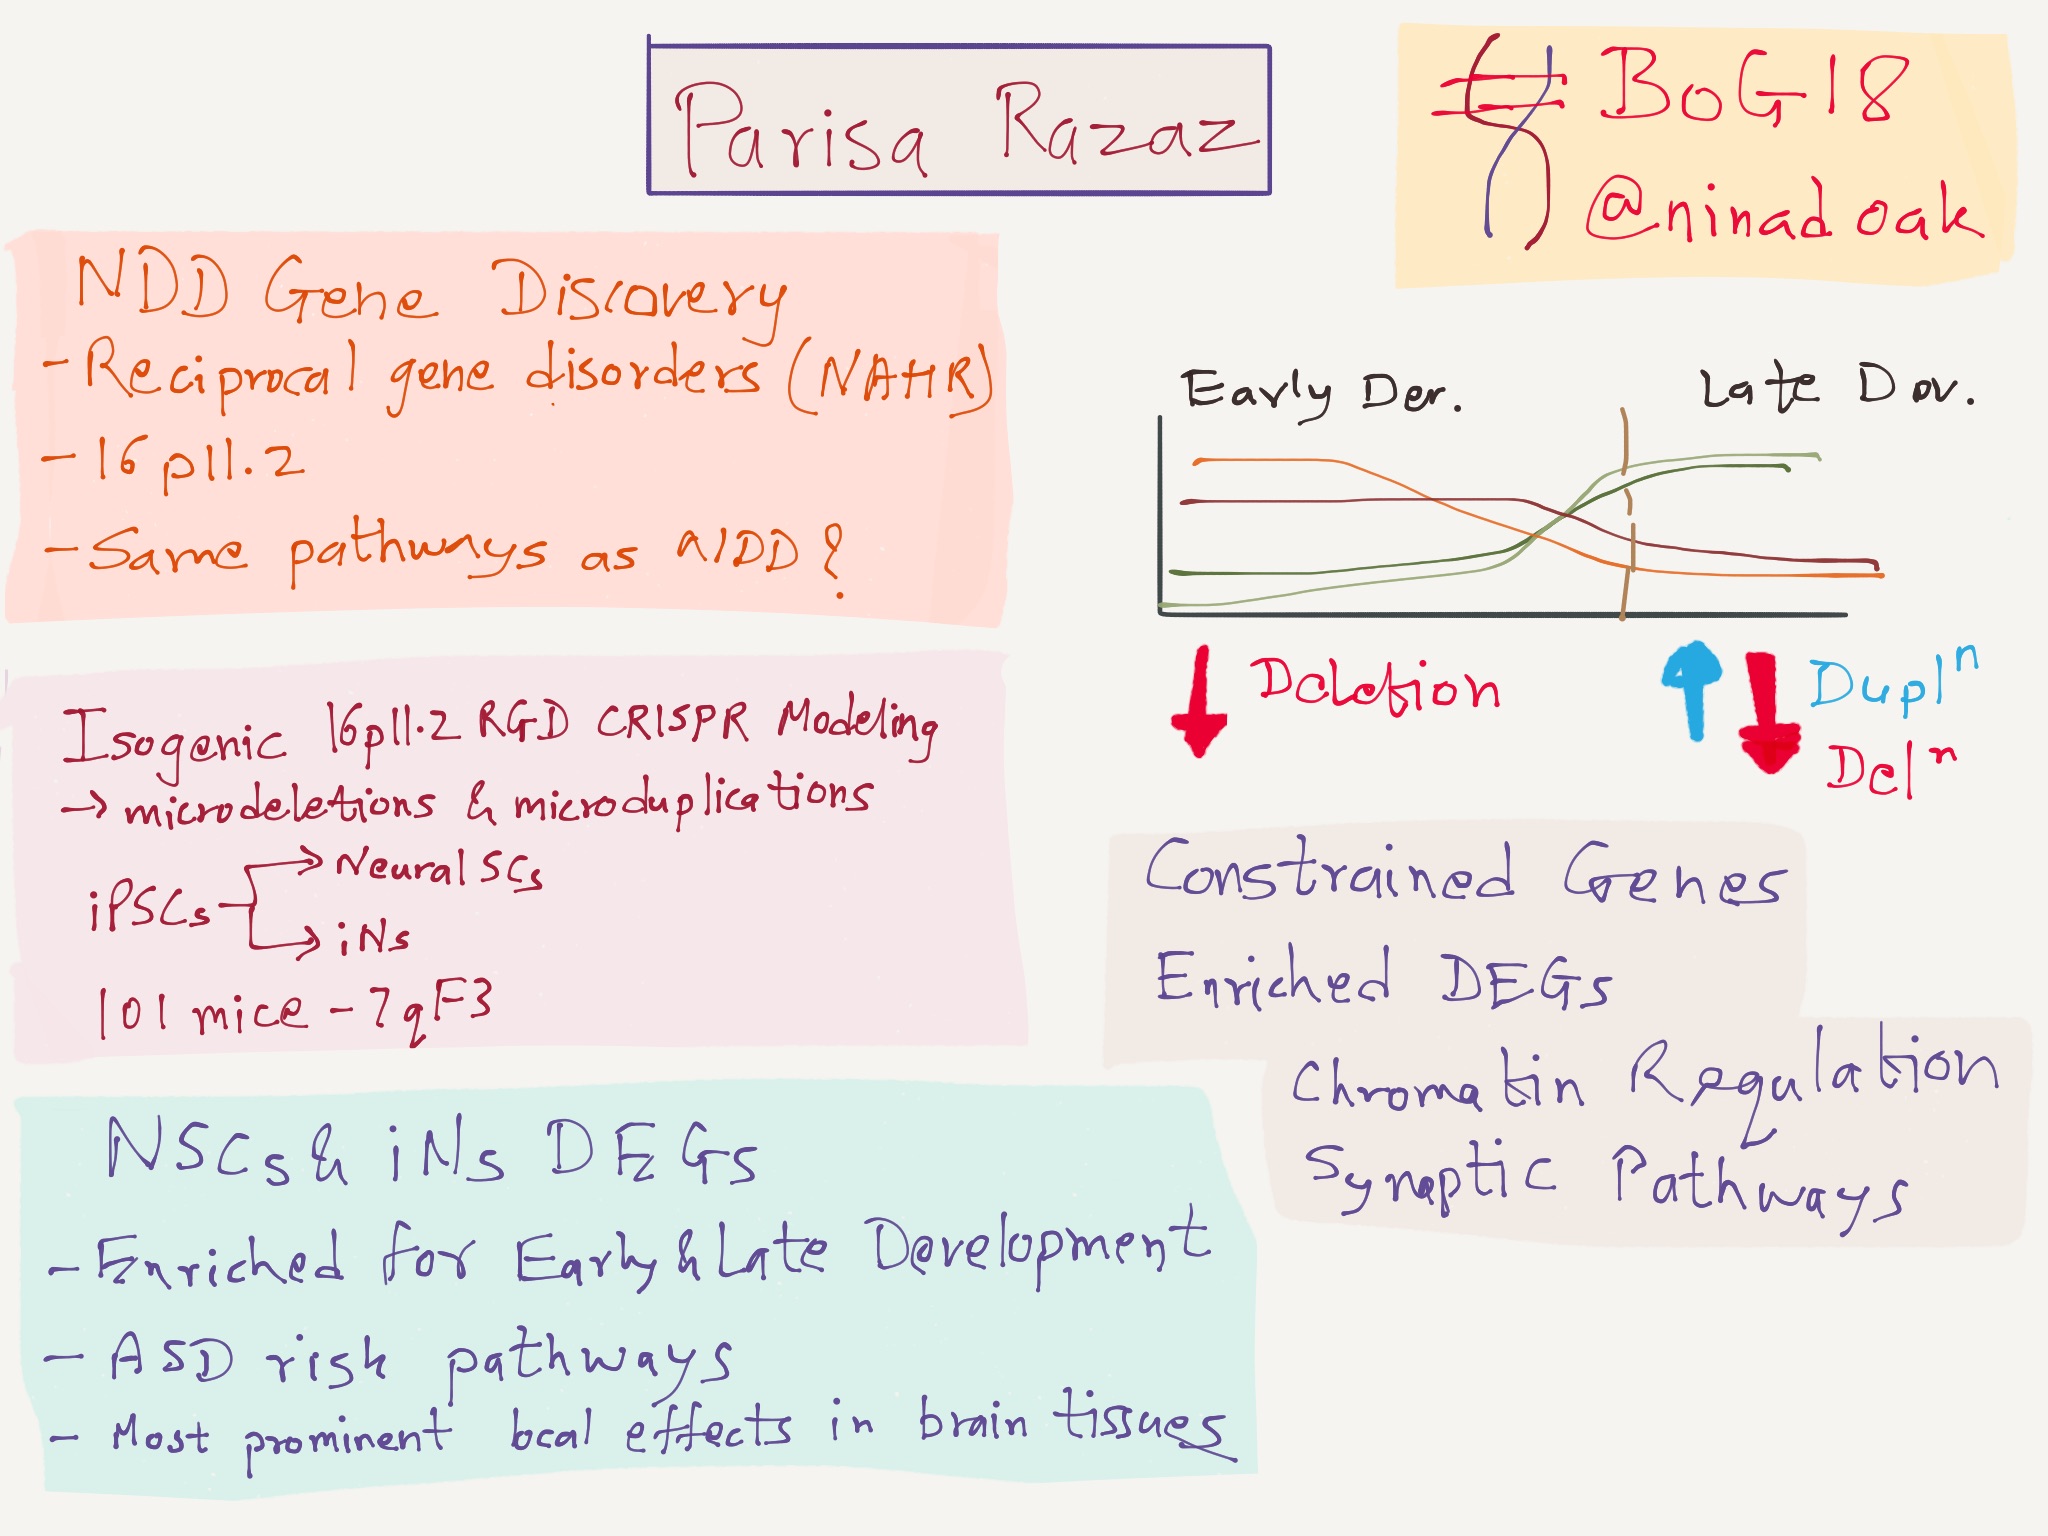 Parisa Razaz
#BoG18
@ninadoak
NDD Gene Discovery
- Reciprocal gene disorders (NAHR)
- 16p11.2
- Same pathways as NDD?
Isogenic 16p11.2 RGD CRISPR Modeling
→ microdeletions & microduplications
iPSCs → Neural SCs
→ iNs
101 mice - 7qF3
NSCs & iNs DEGs
- Enriched for Early & Late Development
- ASD risk pathways
- Most prominent local effects in brain tissues
Early Dev. Late Dev.
↓ Deletion
↑ ↓ Duplⁿ
Delⁿ
Constrained Genes
Enriched DEGs
Chromatin Regulation
Synaptic Pathways